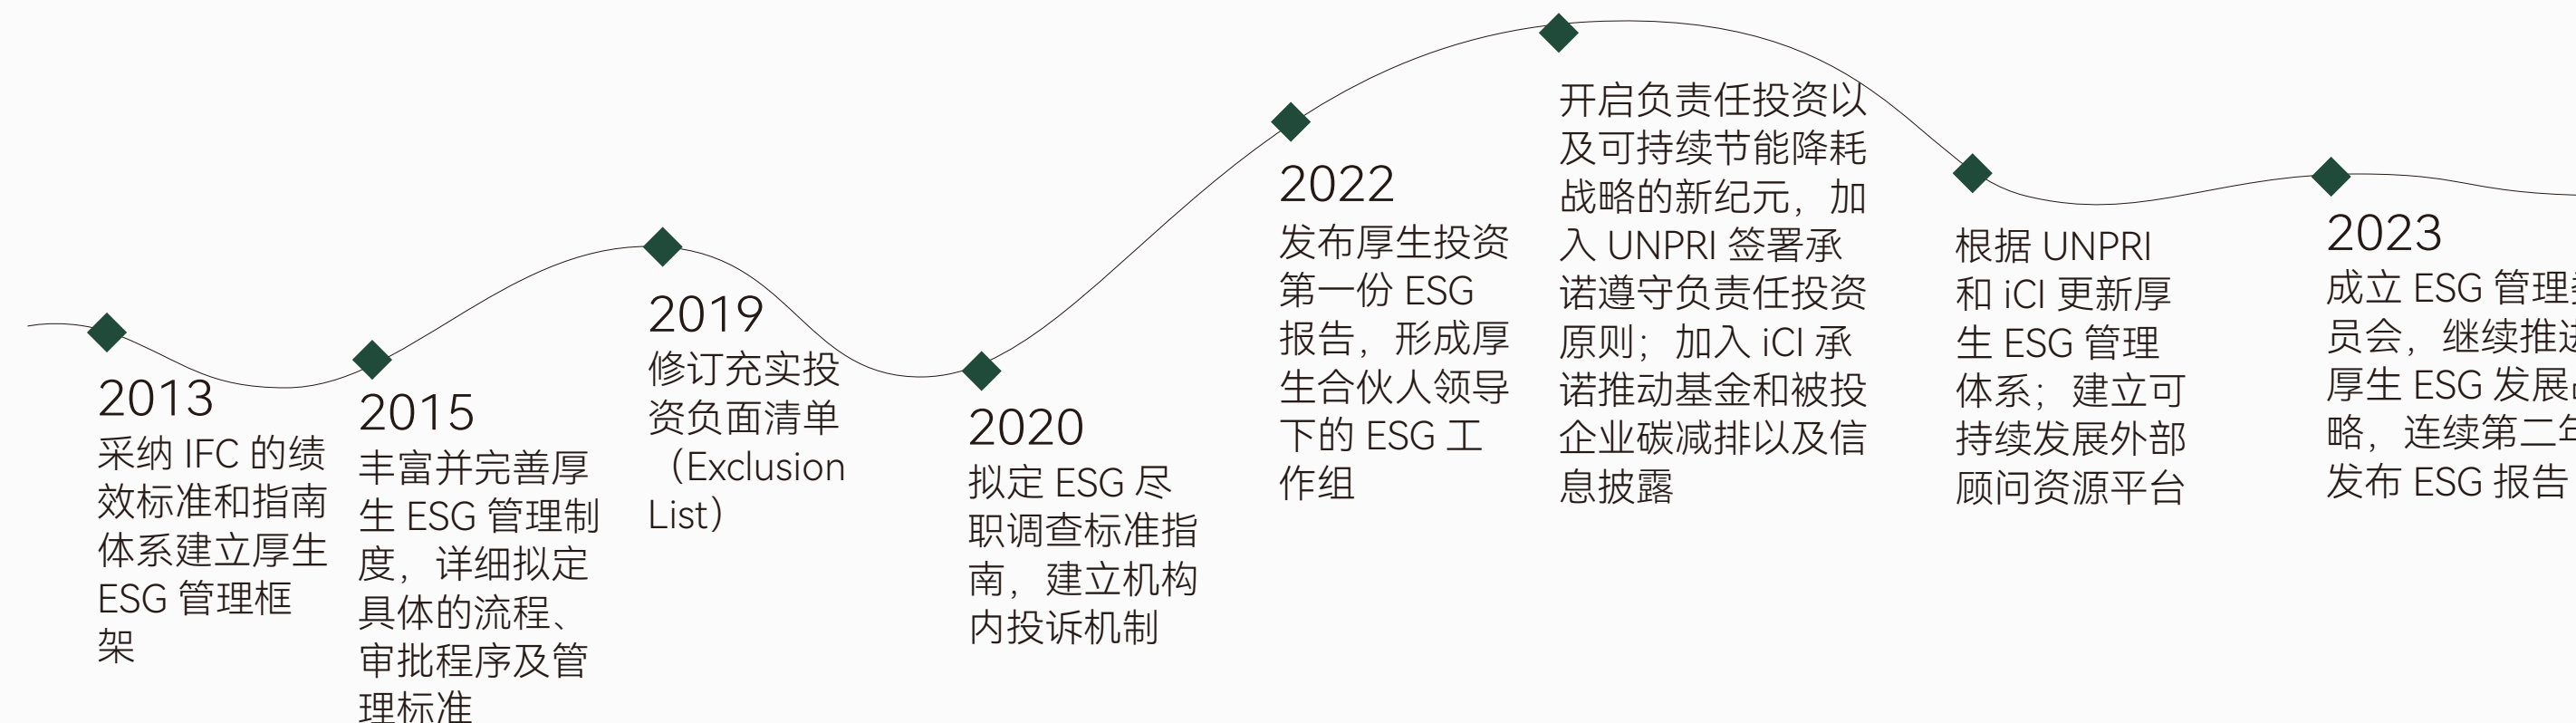 2013
采纳 IFC 的绩
效标准和指南
体系建立厚生
ESG 管理框
架
2015
丰富并完善厚
生 ESG 管理制
度，详细拟定
具体的流程、
审批程序及管
理标准
2019
修订充实投
资负面清单
（Exclusion
List）
2020
拟定 ESG 尽
职调查标准指
南，建立机构
内投诉机制
2022
发布厚生投资
第一份 ESG
报告，形成厚
生合伙人领导
下的 ESG 工
作组
开启负责任投资以
及可持续节能降耗
战略的新纪元，加
入 UNPRI 签署承
诺遵守负责任投资
原则；加入 iCI 承
诺推动基金和被投
企业碳减排以及信
息披露
根据 UNPRI
和 iCI 更新厚
生 ESG 管理
体系；建立可
持续发展外部
顾问资源平台
2023
成立 ESG 管理
员会，继续推进
厚生 ESG 发展
略，连续第二年
发布 ESG 报告